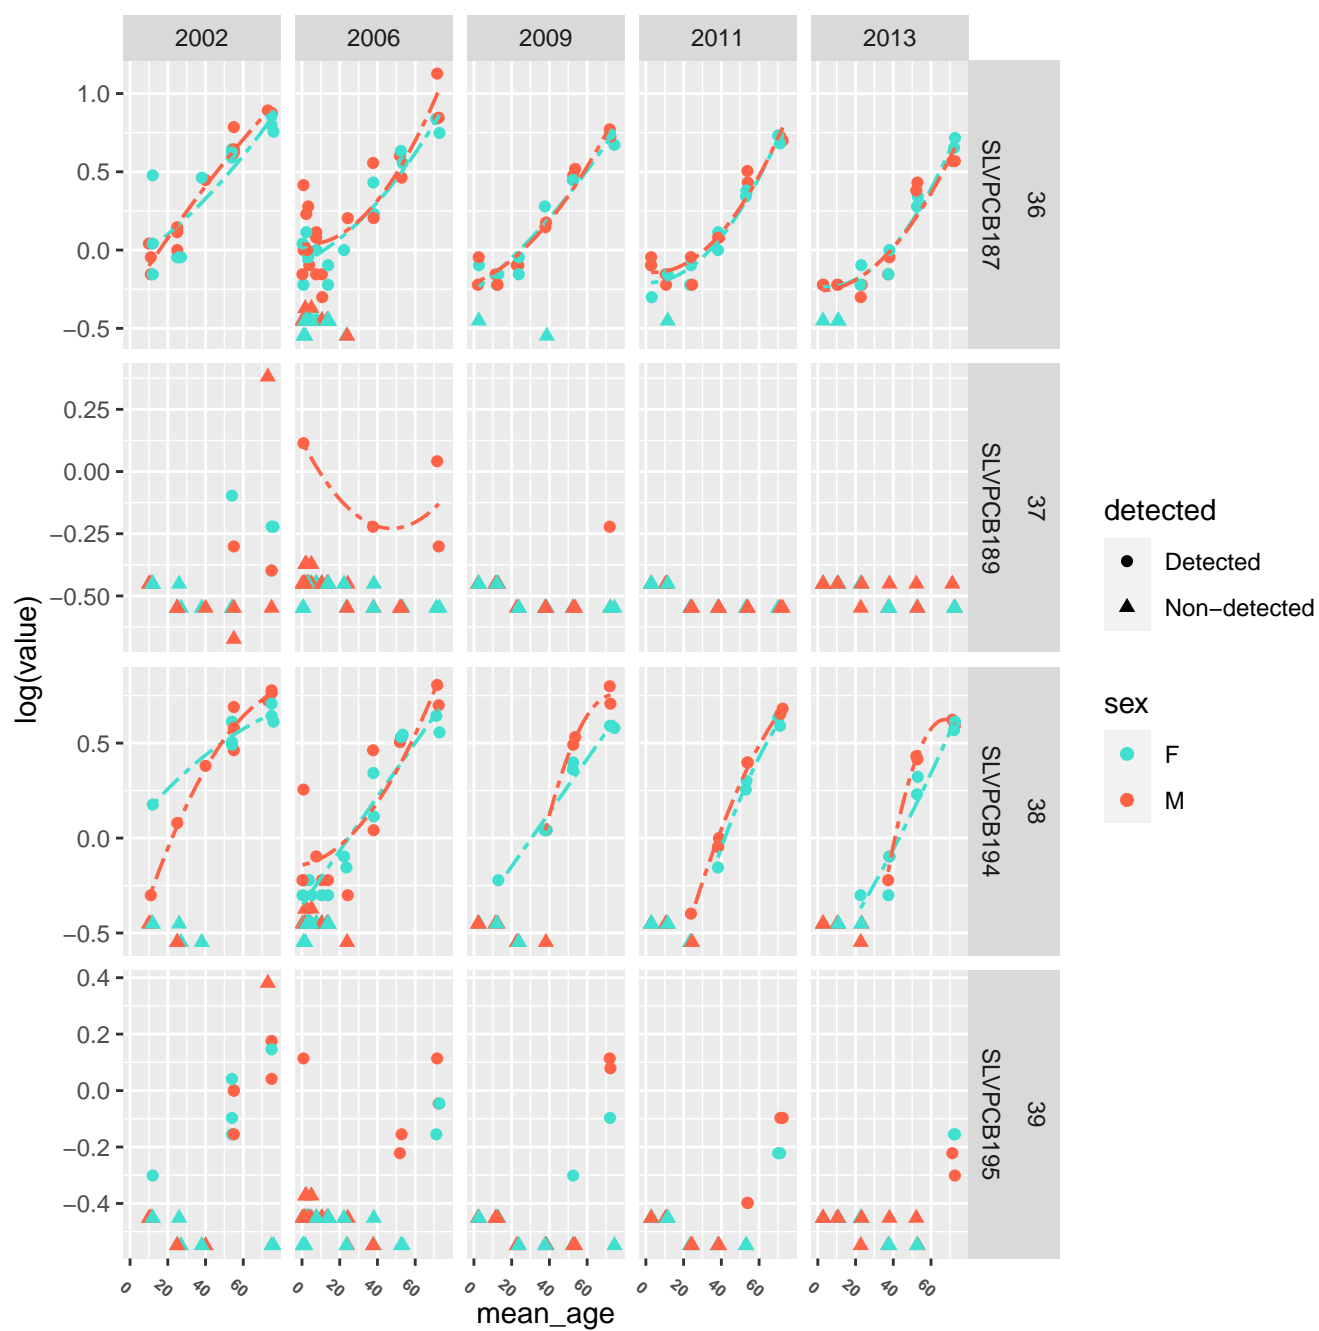 2002 2006 2009 2011 2013
1.0
0.5
0.0
−0.5
SLVPCB187
36
0.25
0.00
−0.25
−0.50
SLVPCB189
37
0.5
0.0
−0.5
SLVPCB194
38
0.4
0.2
0.0
−0.2
−0.4
SLVPCB195
39
0 20 40 60 0 20 40 60 0 20 40 60 0 20 40 60 0 20 40 60
mean_age
log(value)
detected
Detected
Non−detected
sex
F
M